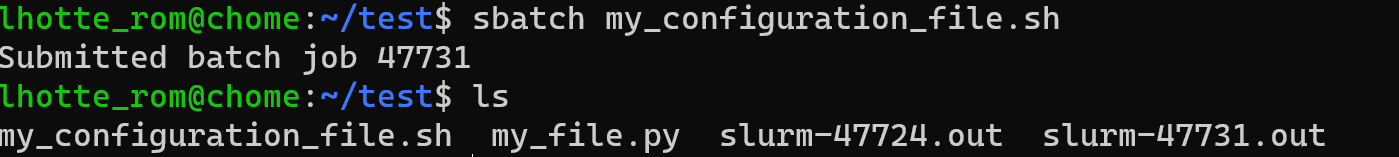 lhotte_rom@chome:~/test$ sbatch my_configuration_file.sh
Submitted batch job 47731
lhotte_rom@chome:~/test$ ls
my_configuration_file.sh  my_file.py  slurm-47724.out  slurm-47731.out